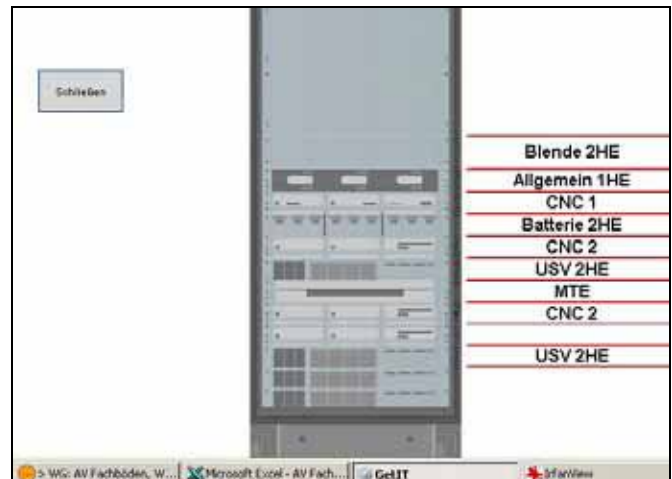 Schließen
Blende 2HE
Allgemein 1HE
CNC 1
Batterie 2HE
CNC 2
USV 2HE
MTE
CNC 2
USV 2HE
> WG: AV Fachböden, W...
Microsoft Excel - AV Fach...
GetIT
IrfanView